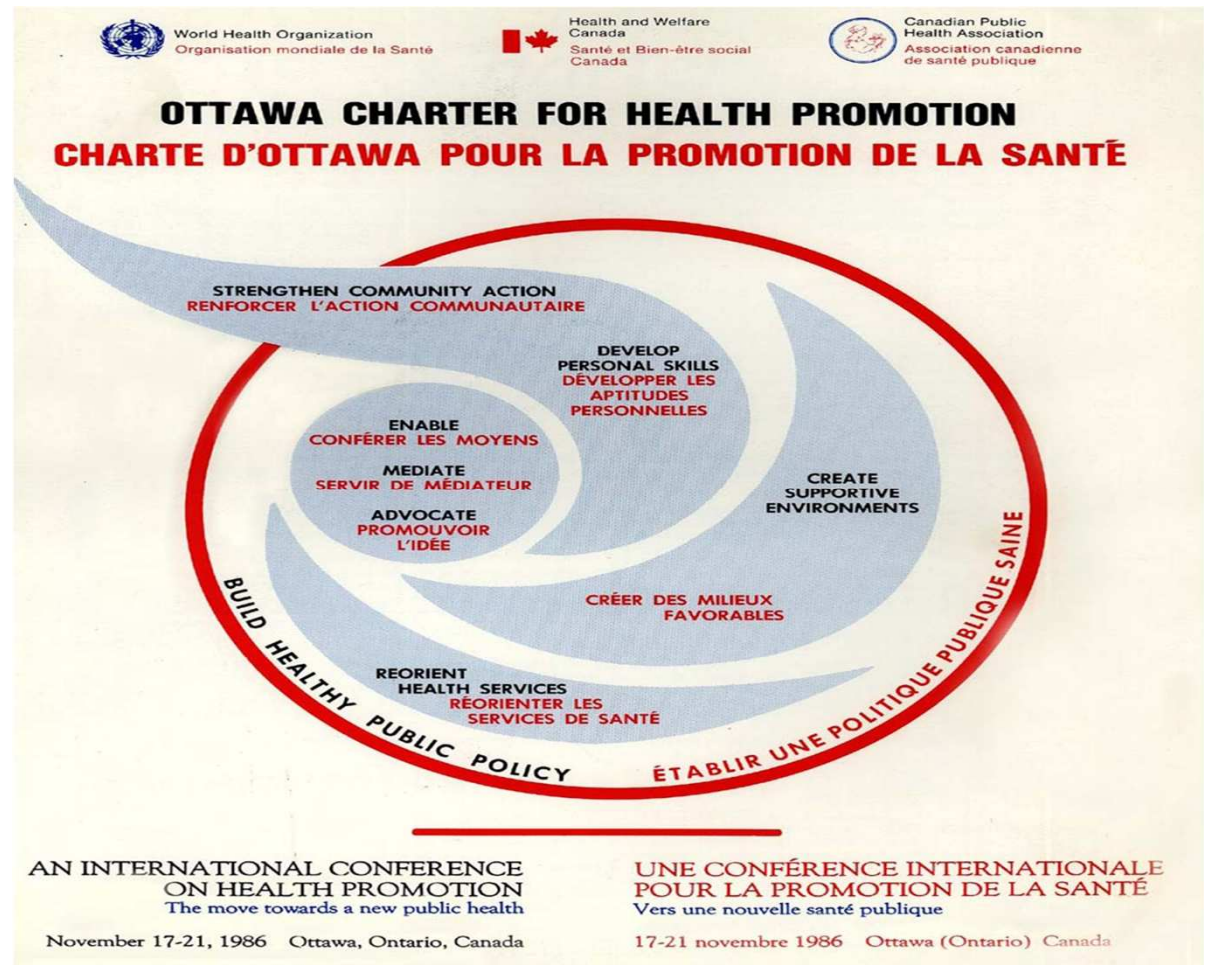 World Health Organization
Organisation mondiale de la Santé
Health and Welfare
Canada
Santé et Bien-être social
Canada
Canadian Public
Health Association
Association canadienne
de santé publique
OTTAWA CHARTER FOR HEALTH PROMOTION
CHARTE D'OTTAWA POUR LA PROMOTION DE LA SANTÉ
STRENGTHEN COMMUNITY ACTION
RENFORCER L'ACTION COMMUNAUTAIRE
DEVELOP
PERSONAL SKILLS
DÉVELOPPER LES
APTITUDES
PERSONNELLES
ENABLE
CONFÉRER LES MOYENS
MEDIATE
SERVIR DE MÉDIATEUR
ADVOCATE
PROMOUVOIR
L'IDÉE
CREATE
SUPPORTIVE
ENVIRONMENTS
CRÉER DES MILIEUX
FAVORABLES
REORIENT
HEALTH SERVICES
RÉORIENTER LES
SERVICES DE SANTÉ
BUILD HEALTHY PUBLIC POLICY
ÉTABLIR UNE POLITIQUE PUBLIQUE SAINE
AN INTERNATIONAL CONFERENCE
ON HEALTH PROMOTION
The move towards a new public health
November 17-21, 1986 Ottawa, Ontario, Canada
UNE CONFÉRENCE INTERNATIONALE
POUR LA PROMOTION DE LA SANTÉ
Vers une nouvelle santé publique
17-21 novembre 1986 Ottawa (Ontario) Canada